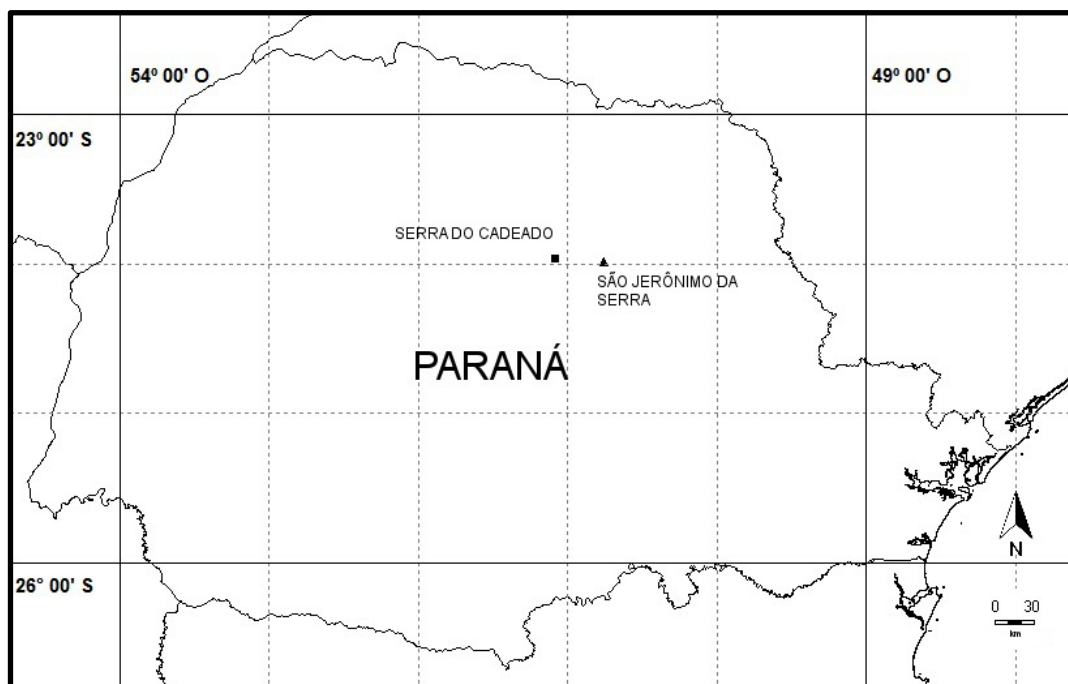 54º 00' O
49º 00' O
23º 00' S
SERRA DO CADEADO
SÃO JERÔNIMO DA
SERRA
PARANÁ
N
26° 00' S
0 30
km